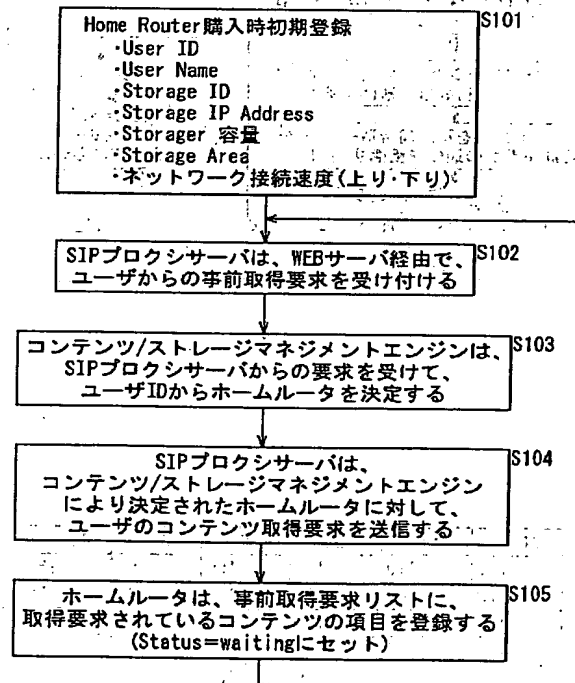 Home Router購入時初期登録
・User ID
・User Name
・Storage ID
・Storage IP Address
・Storager 容量
・Storage Area
・ネットワーク接続速度(上り・下り)
S101
SIPプロクシサーバは、WEBサーバ経由で、
ユーザからの事前取得要求を受け付ける
S102
コンテンツ/ストレージマネジメントエンジンは、
SIPプロクシサーバからの要求を受けて、
ユーザIDからホームルータを決定する
S103
SIPプロクシサーバは、
コンテンツ/ストレージマネジメントエンジン
により決定されたホームルータに対して、
ユーザのコンテンツ取得要求を送信する
S104
ホームルータは、事前取得要求リストに、
取得要求されているコンテンツの項目を登録する
(Status=waitingにセット)
S105